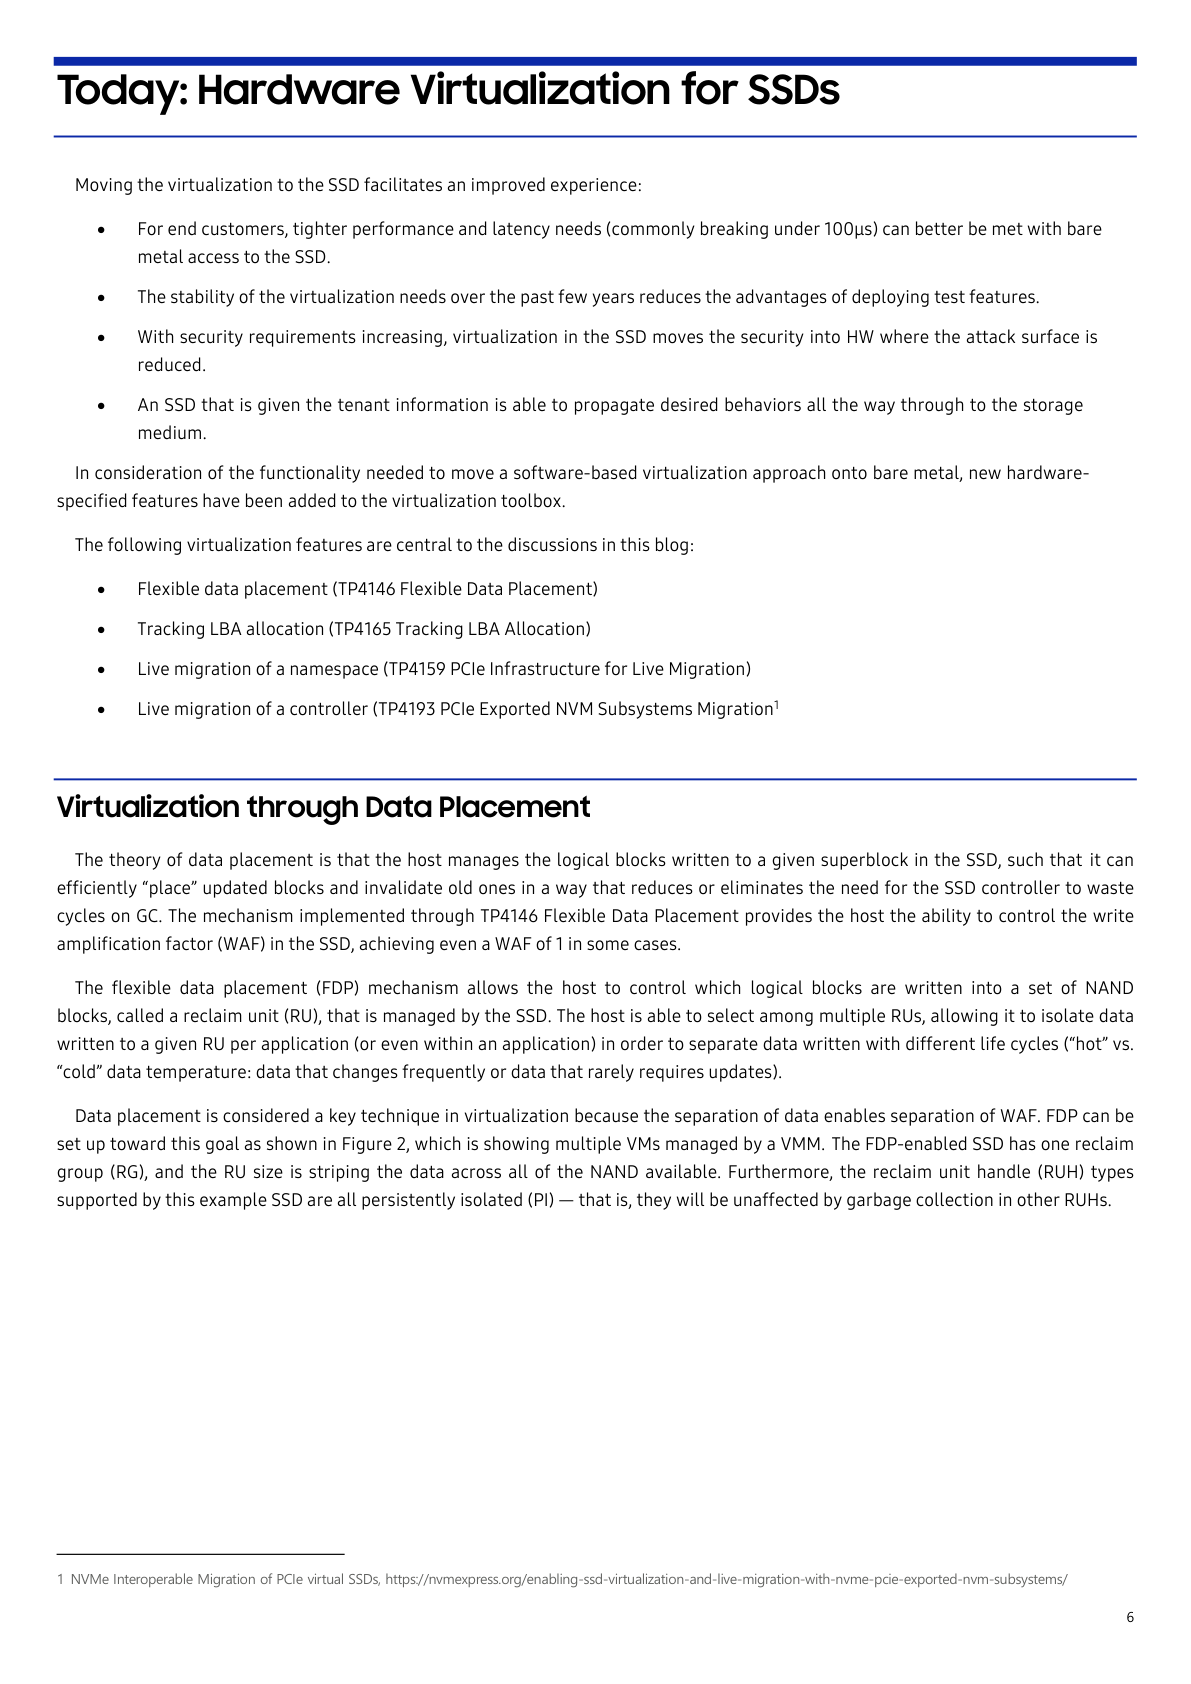 Today: Hardware Virtualization for SSDs
Moving the virtualization to the SSD facilitates an improved experience:
• For end customers, tighter performance and latency needs (commonly breaking under 100µs) can better be met with bare
metal access to the SSD.
• The stability of the virtualization needs over the past few years reduces the advantages of deploying test features.
• With security requirements increasing, virtualization in the SSD moves the security into HW where the attack surface is
reduced.
• An SSD that is given the tenant information is able to propagate desired behaviors all the way through to the storage
medium.
In consideration of the functionality needed to move a software-based virtualization approach onto bare metal, new hardware-
specified features have been added to the virtualization toolbox.
The following virtualization features are central to the discussions in this blog:
• Flexible data placement (TP4146 Flexible Data Placement)
• Tracking LBA allocation (TP4165 Tracking LBA Allocation)
• Live migration of a namespace (TP4159 PCIe Infrastructure for Live Migration)
• Live migration of a controller (TP4193 PCIe Exported NVM Subsystems Migration¹
Virtualization through Data Placement
The theory of data placement is that the host manages the logical blocks written to a given superblock in the SSD, such that it can
efficiently “place” updated blocks and invalidate old ones in a way that reduces or eliminates the need for the SSD controller to waste
cycles on GC. The mechanism implemented through TP4146 Flexible Data Placement provides the host the ability to control the write
amplification factor (WAF) in the SSD, achieving even a WAF of 1 in some cases.
The flexible data placement (FDP) mechanism allows the host to control which logical blocks are written into a set of NAND
blocks, called a reclaim unit (RU), that is managed by the SSD. The host is able to select among multiple RUs, allowing it to isolate data
written to a given RU per application (or even within an application) in order to separate data written with different life cycles (“hot” vs.
“cold” data temperature: data that changes frequently or data that rarely requires updates).
Data placement is considered a key technique in virtualization because the separation of data enables separation of WAF. FDP can be
set up toward this goal as shown in Figure 2, which is showing multiple VMs managed by a VMM. The FDP-enabled SSD has one reclaim
group (RG), and the RU size is striping the data across all of the NAND available. Furthermore, the reclaim unit handle (RUH) types
supported by this example SSD are all persistently isolated (PI) — that is, they will be unaffected by garbage collection in other RUHs.
1 NVMe Interoperable Migration of PCIe virtual SSDs, https://nvmexpress.org/enabling-ssd-virtualization-and-live-migration-with-nvme-pcie-exported-nvm-subsystems/
6